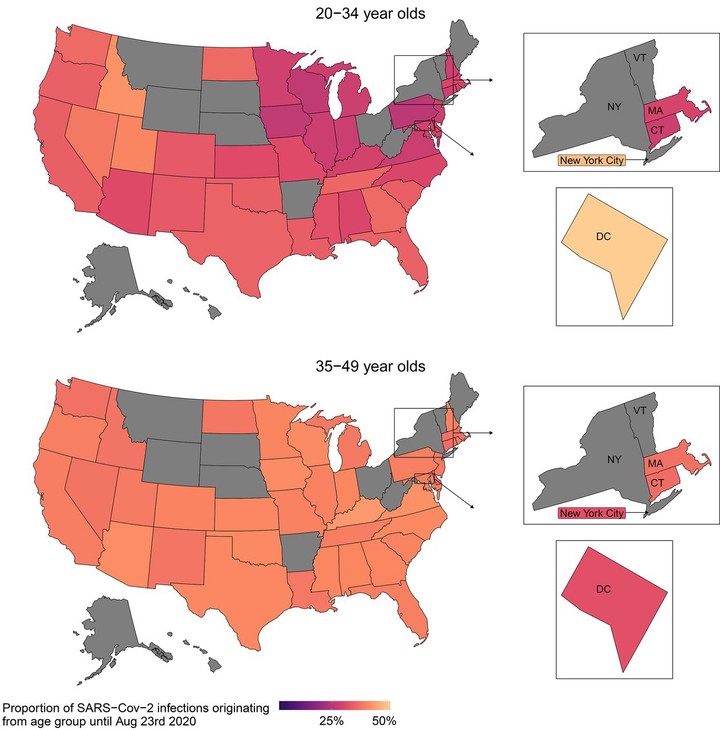 20−34 year olds
VT
NY
MA
CT
New York City
DC
35−49 year olds
VT
NY
MA
CT
New York City
DC
Proportion of SARS−Cov−2 infections originating
from age group until Aug 23rd 2020
25%
50%